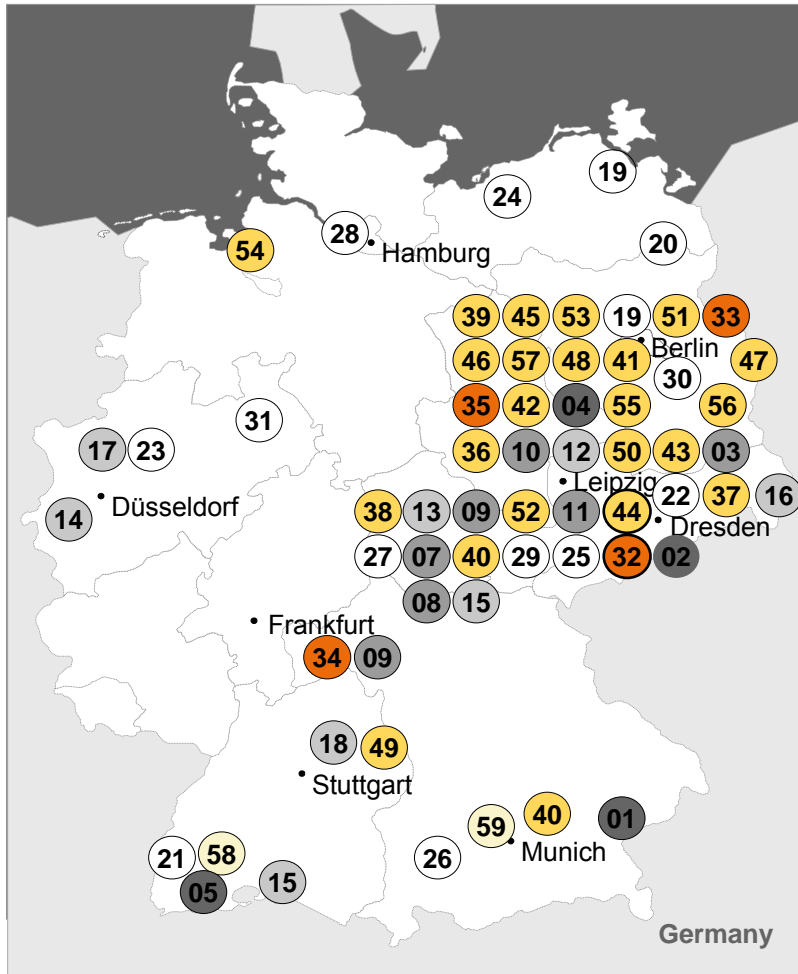 19
24
20
28
Hamburg
54
39 45 53 19 51 33
Berlin
46 57 48 41 30 47
35 42 04 55 56
31
17 23
36 10 12 50 43 03
Leipzig
Düsseldorf
14
38 13 09 52 11 44 22 37 16
Dresden
27 07 40 29 25 32 02
08 15
Frankfurt
34 09
18 49
Stuttgart
59 40 01
Munich
21 58 26
05 15
Germany